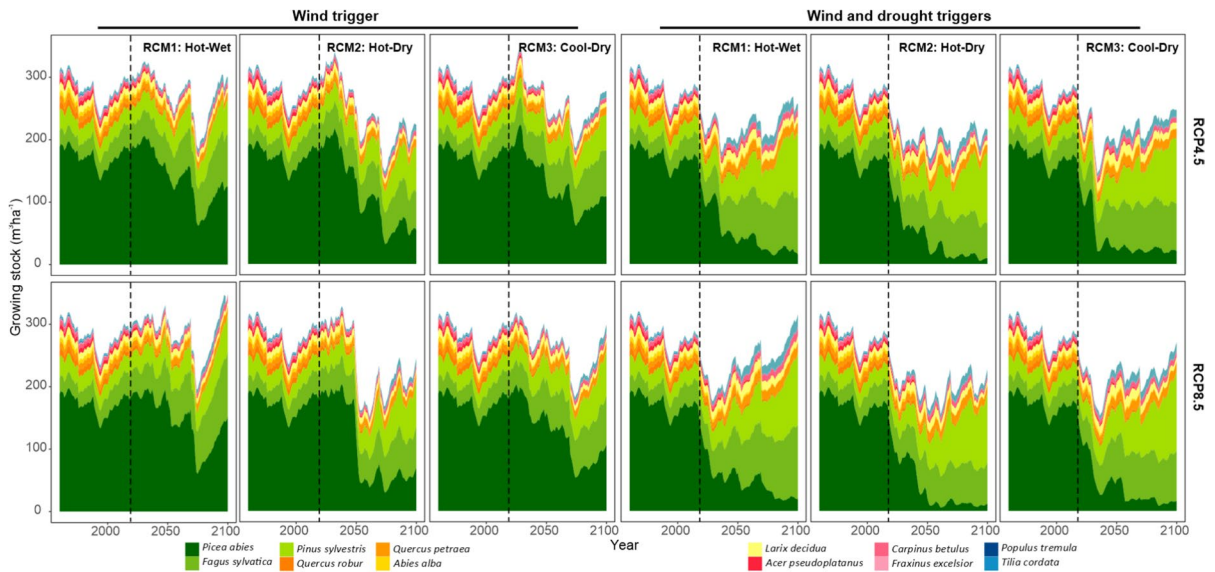 Wind trigger
Wind and drought triggers
RCM1: Hot-Wet
RCM2: Hot-Dry
RCM3: Cool-Dry
RCM1: Hot-Wet
RCM2: Hot-Dry
RCM3: Cool-Dry
Growing stock (m³ha⁻¹)
300
200
100
0
RCP4.5
300
200
100
0
RCP8.5
2000 2050 2100
2000 2050 2100
2000 2050 2100
2000 2050 2100
2000 2050 2100
2000 2050 2100
Year
Picea abies
Pinus sylvestris
Quercus petraea
Fagus sylvatica
Quercus robur
Abies alba
Larix decidua
Carpinus betulus
Populus tremula
Acer pseudoplatanus
Fraxinus excelsior
Tilia cordata